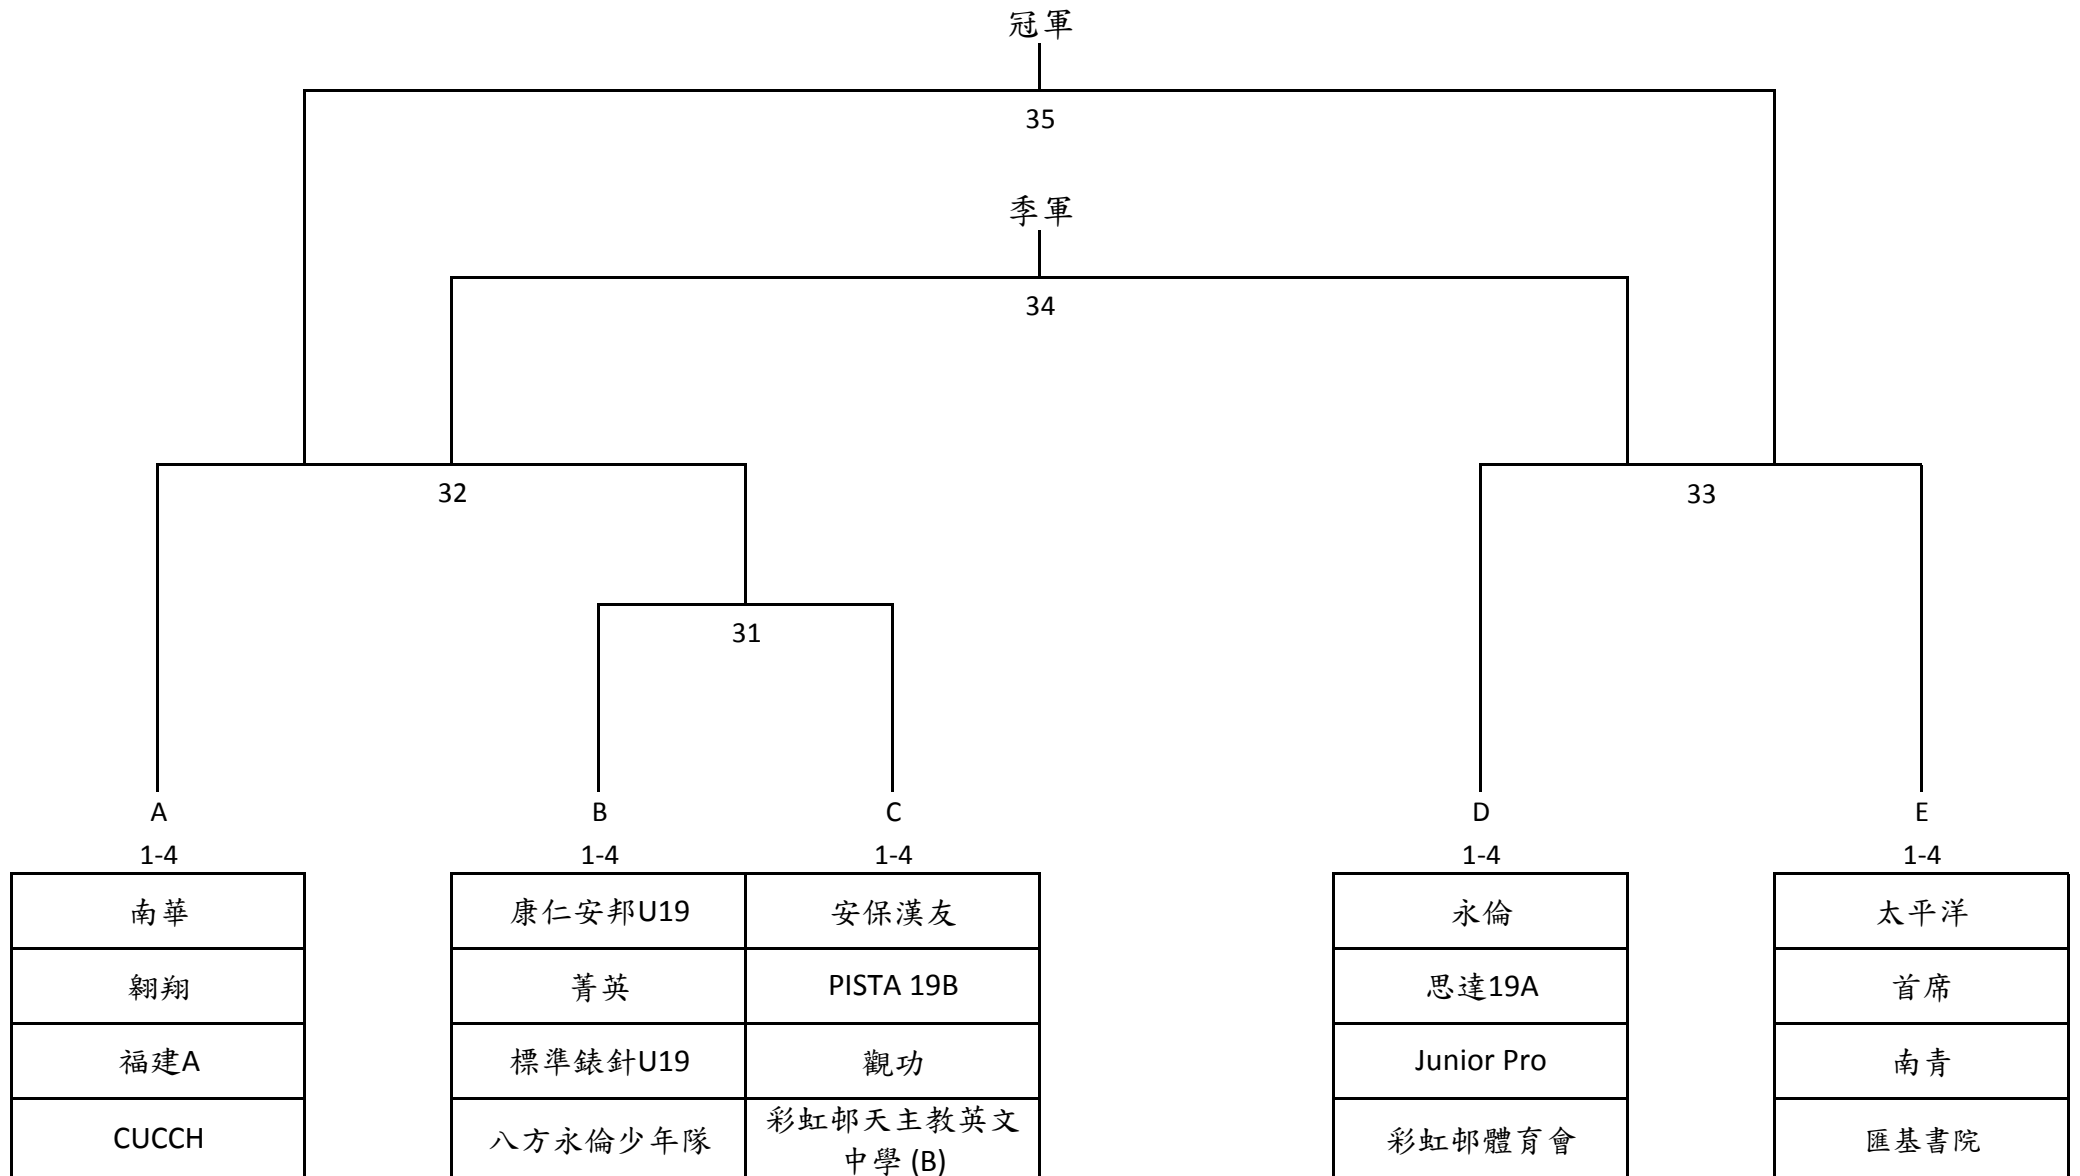 冠軍
35
季軍
34
32
33
31
A
B
C
D
E
1-4
1-4
1-4
1-4
1-4
南華
康仁安邦U19
安保漢友
永倫
太平洋
翱翔
菁英
PISTA 19B
思達19A
首席
福建A
標準錶針U19
觀功
Junior Pro
南青
CUCCH
八方永倫少年隊
彩虹邨天主教英文
中學 (B)
彩虹邨體育會
匯基書院